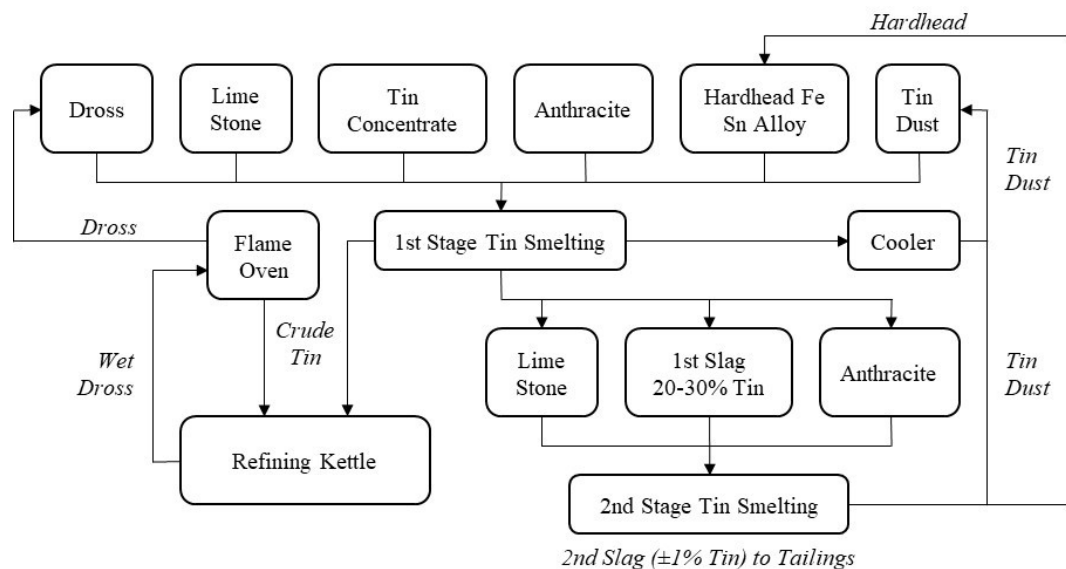 Hardhead
Dross
Lime
Stone
Tin
Concentrate
Anthracite
Hardhead Fe
Sn Alloy
Tin
Dust
Tin
Dust
Dross
Flame
Oven
1st Stage Tin Smelting
Cooler
Crude
Tin
Wet
Dross
Lime
Stone
1st Slag
20-30% Tin
Anthracite
Tin
Dust
Refining Kettle
2nd Stage Tin Smelting
2nd Slag (±1% Tin) to Tailings